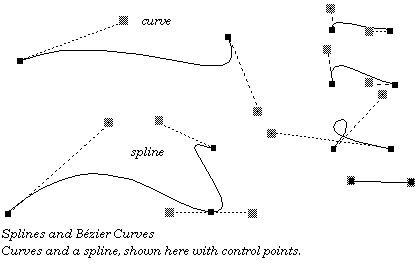 curve
spline
Splines and Bézier Curves
Curves and a spline, shown here with control points.